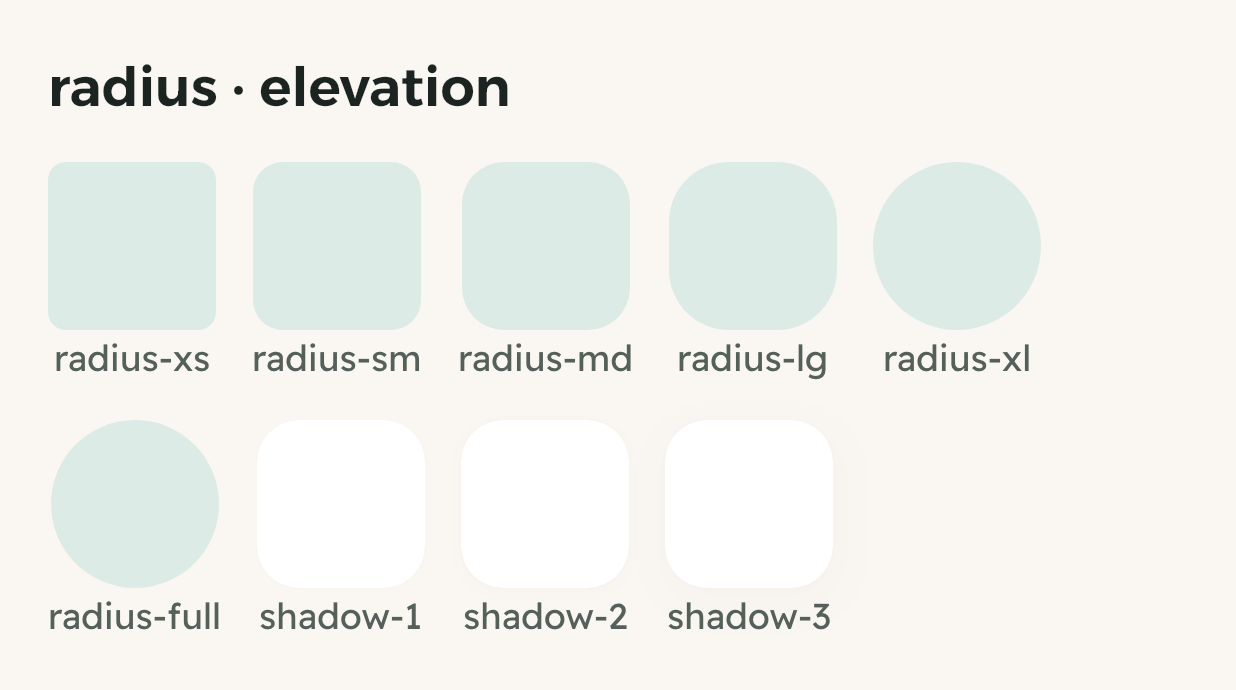 radius · elevation
radius-xs radius-sm radius-md radius-lg radius-xl
radius-full shadow-1 shadow-2 shadow-3